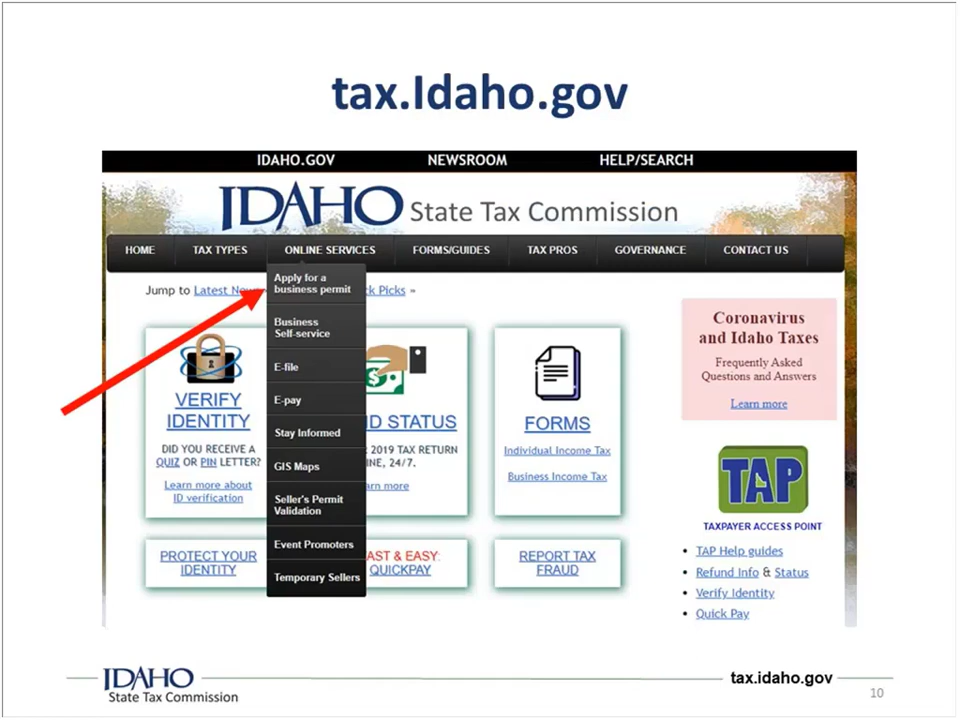 tax.Idaho.gov
IDAHO.GOV NEWSROOM HELP/SEARCH
IDAHO State Tax Commission
HOME TAX TYPES ONLINE SERVICES FORMS/GUIDES TAX PROS GOVERNANCE CONTACT US
Apply for a
business permit
Business
Self-service
E-file
E-pay
Stay Informed
GIS Maps
Seller's Permit
Validation
Event Promoters
Temporary Sellers
Jump to Latest Picks »
VERIFY
IDENTITY
DID YOU RECEIVE A
QUIZ OR PIN LETTER?
Learn more about
ID verification
STATUS
2019 TAX RETURN
24/7.
more
FORMS
Individual Income Tax
Business Income Tax
PROTECT YOUR
IDENTITY
& EASY:
QUICKPAY
REPORT TAX
FRAUD
Coronavirus
and Idaho Taxes
Frequently Asked
Questions and Answers
Learn more
TAP
TAXPAYER ACCESS POINT
• TAP Help guides
• Refund Info & Status
• Verify Identity
• Quick Pay
IDAHO
State Tax Commission
tax.idaho.gov
10